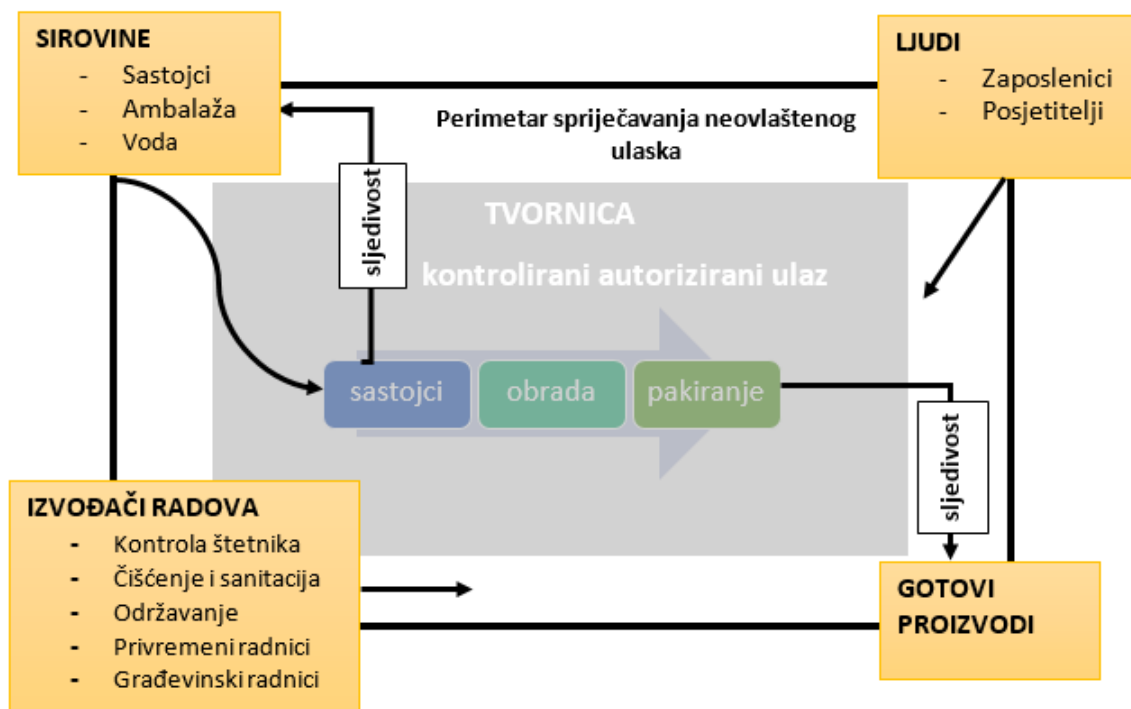 SIROVINE
- Sastojci
- Ambalaža
- Voda
LJUDI
- Zaposlenici
- Posjetitelji
Perimetar spriječavanja neovlaštenog
ulaska
sljedivost
TVORNICA
kontrolirani autorizirani ulaz
sastojci
obrada
pakiranje
sljedivost
IZVOĐAČI RADOVA
- Kontrola štetnika
- Čišćenje i sanitacija
- Održavanje
- Privremeni radnici
- Građevinski radnici
GOTOVI
PROIZVODI